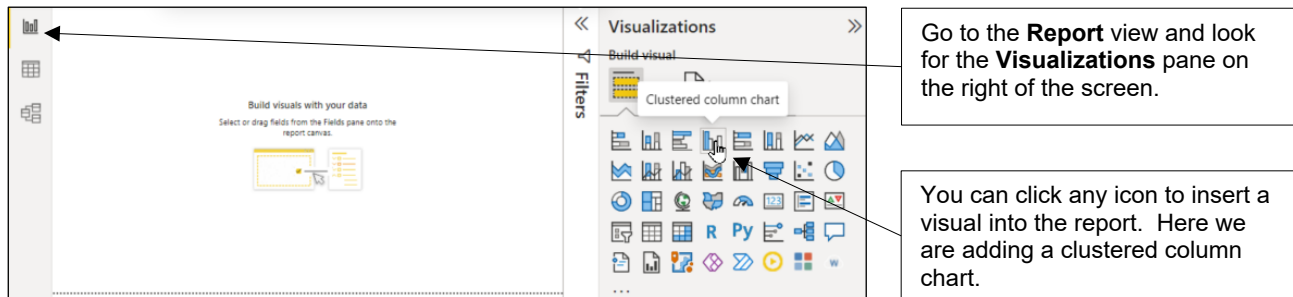 Visualizations
Build visual
Filters
Clustered column chart
Build visuals with your data
Select or drag fields from the Fields pane onto the
report canvas.
123
R
Py
W
Go to the Report view and look
for the Visualizations pane on
the right of the screen.
You can click any icon to insert a
visual into the report.  Here we
are adding a clustered column
chart.